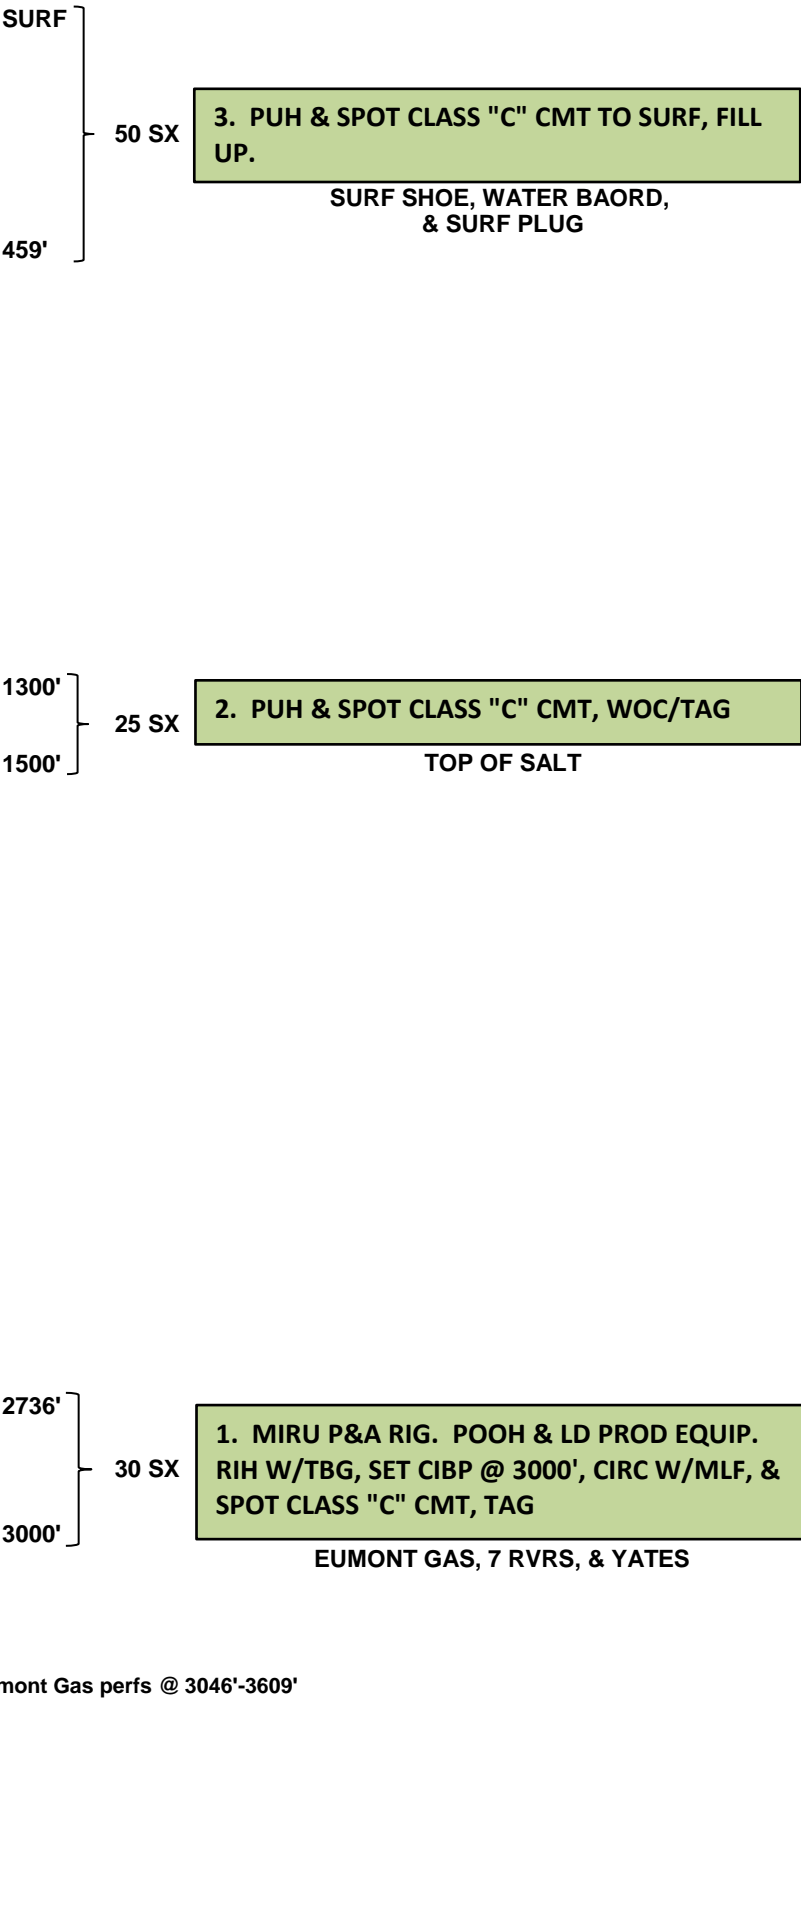 SURF
50 SX
3. PUH & SPOT CLASS "C" CMT TO SURF, FILL
UP.
SURF SHOE, WATER BAORD,
& SURF PLUG
459'
1300'
25 SX
2. PUH & SPOT CLASS "C" CMT, WOC/TAG
1500'
TOP OF SALT
2736'
30 SX
1. MIRU P&A RIG. POOH & LD PROD EQUIP.
RIH W/TBG, SET CIBP @ 3000', CIRC W/MLF, &
SPOT CLASS "C" CMT, TAG
3000'
EUMONT GAS, 7 RVRS, & YATES
mont Gas perfs @ 3046'-3609'